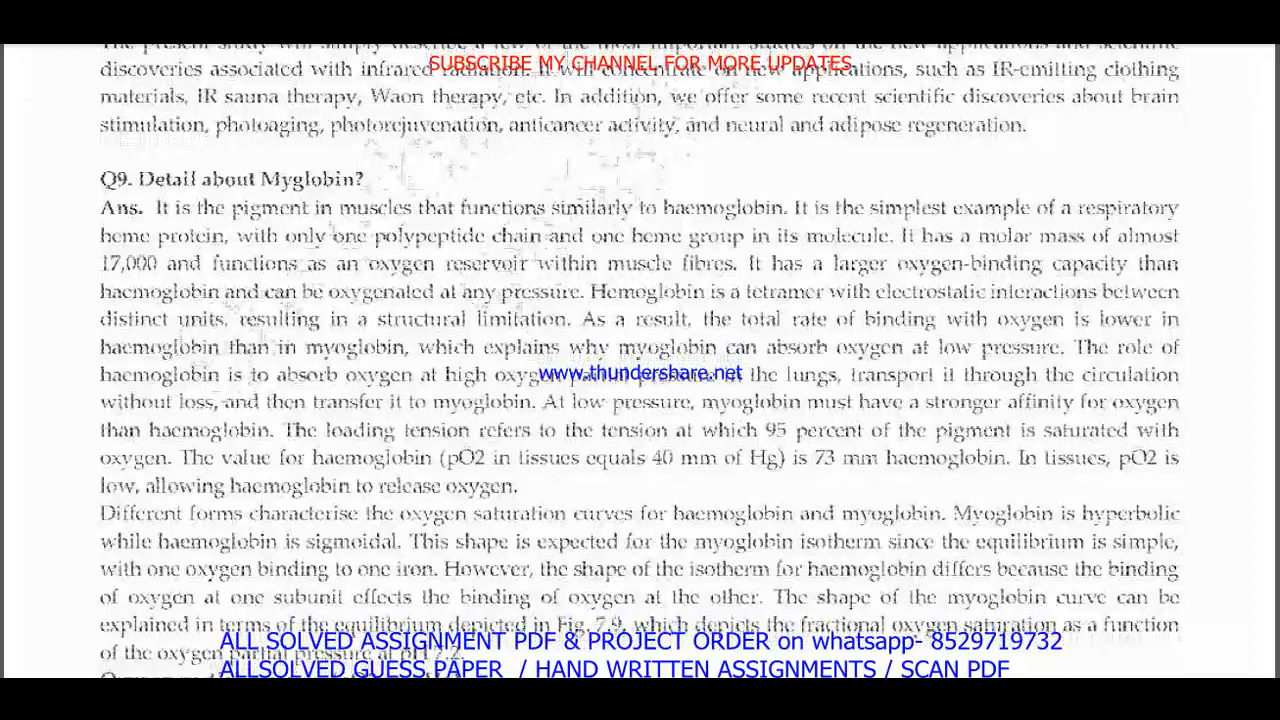 SUBSCRIBE MY CHANNEL FOR MORE UPDATES
discoveries associated with infrared radiation. It will concentrate on new applications, such as IR-emitting clothing
materials, IR sauna therapy, Waon therapy, etc. In addition, we offer some recent scientific discoveries about brain
stimulation, photoaging, photorejuvenation, anticancer activity, and neural and adipose regeneration.
Q9. Detail about Myglobin?
Ans. It is the pigment in muscles that functions similarly to haemoglobin. It is the simplest example of a respiratory
heme protein, with only one polypeptide chain and one heme group in its molecule. It has a molar mass of almost
17,000 and functions as an oxygen reservoir within muscle fibres. It has a larger oxygen-binding capacity than
haemoglobin and can be oxygenated at any pressure. Hemoglobin is a tetramer with electrostatic interactions between
distinct units, resulting in a structural limitation. As a result, the total rate of binding with oxygen is lower in
haemoglobin than in myoglobin, which explains why myoglobin can absorb oxygen at low pressure. The role of
haemoglobin is to absorb oxygen at high oxygen the lungs, transport it through the circulation
www.thundershare.net
without loss, and then transfer it to myoglobin. At low pressure, myoglobin must have a stronger affinity for oxygen
than haemoglobin. The loading tension refers to the tension at which 95 percent of the pigment is saturated with
oxygen. The value for haemoglobin (pO2 in tissues equals 40 mm of Hg) is 73 mm haemoglobin. In tissues, pO2 is
low, allowing haemoglobin to release oxygen.
Different forms characterise the oxygen saturation curves for haemoglobin and myoglobin. Myoglobin is hyperbolic
while haemoglobin is sigmoidal. This shape is expected for the myoglobin isotherm since the equilibrium is simple,
with one oxygen binding to one iron. However, the shape of the isotherm for haemoglobin differs because the binding
of oxygen at one subunit effects the binding of oxygen at the other. The shape of the myoglobin curve can be
explained in terms of the equilibrium depicted in Fig. 7.9, which depicts the fractional oxygen saturation as a function
of the oxygen partial pressure at pH 7.2.
ALL SOLVED ASSIGNMENT PDF & PROJECT ORDER on whatsapp- 8529719732
ALLSOLVED GUESS PAPER / HAND WRITTEN ASSIGNMENTS / SCAN PDF